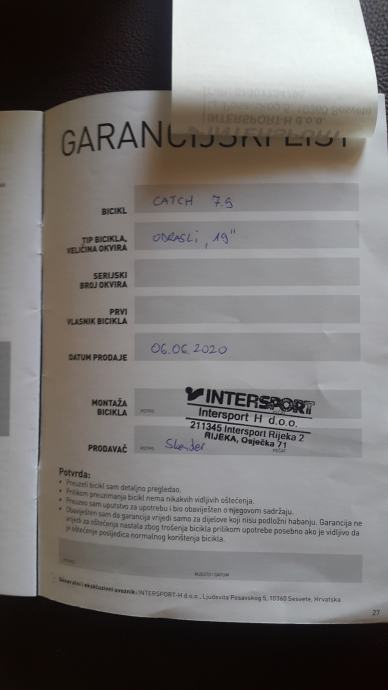 GARANCIJSKI LIST
BICIKL CATCH 7.9
TIP BICIKLA, ODRASLI, 19"
VELIČINA OKVIRA
SERIJSKI
BROJ OKVIRA
PRVI
VLASNIK BICIKLA
DATUM PRODAJE 06.06.2020
MONTAŽA
BICIKLA
INTERSPORT
Intersport H d.o.o.
211345 Intersport Rijeka 2
RIJEKA, Osječka 71
PRODAVAČ
PEČAT
Potvrda:
• Preuzeti bicikl sam detaljno pregledao.
• Prilikom preuzimanja bicikl nema nikakvih vidljivih oštećenja.
• Preuzeo sam uputstvo za upotrebu i bio obaviješten o njegovom sadržaju.
• Obaviješten sam da garancija vrijedi samo za dijelove koji nisu podložni habanju. Garancija ne
vrijedi za oštećenja nastala zbog trošenja bicikla prilikom upotrebe posebno ako je vidljivo da
je oštećenje posljedica normalnog korištenja bicikla.
MJESTO I DATUM
Generalni i ekskluzivni uvoznik: INTERSPORT-H d.o.o., Ljudevita Posavskog 5, 10360 Sesvete, Hrvatska
27